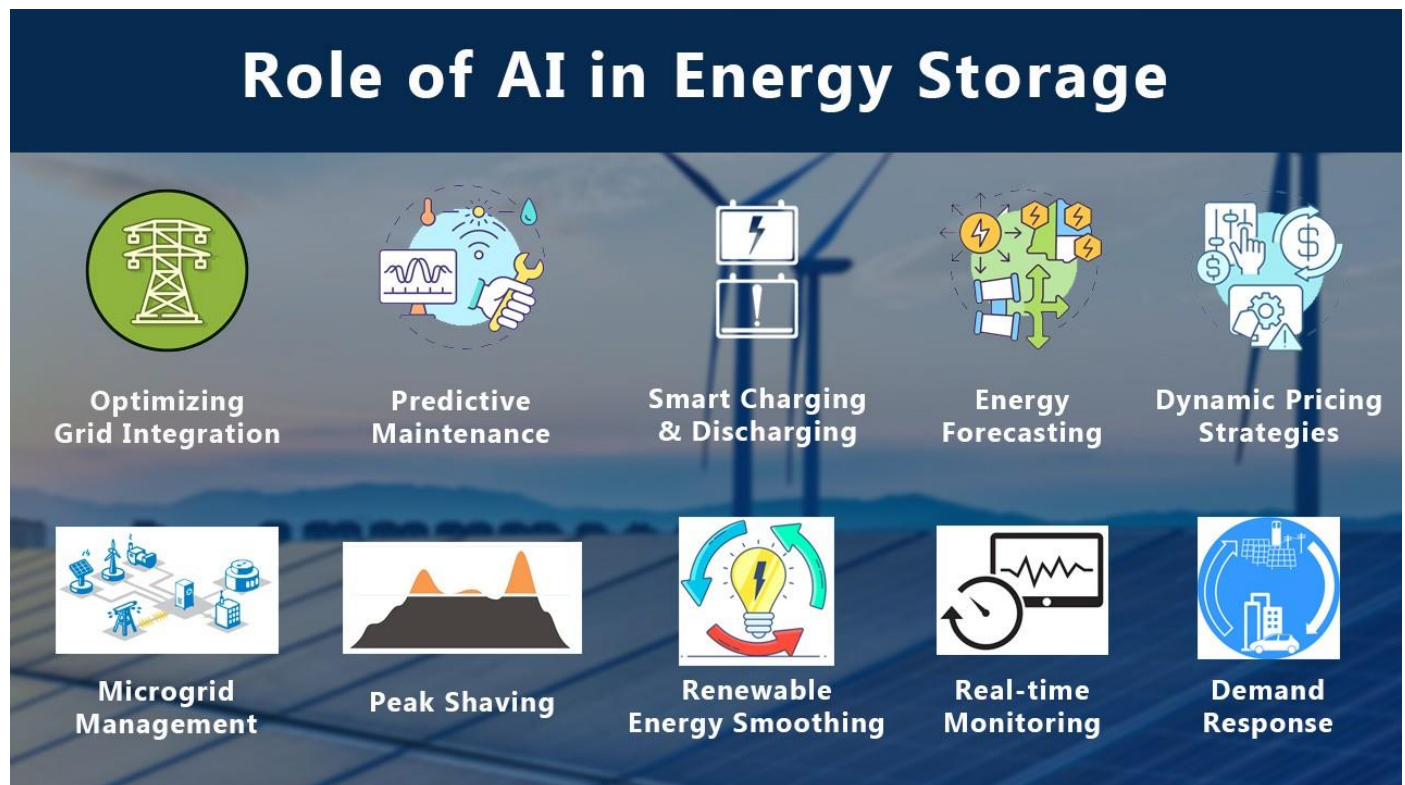 Role of AI in Energy Storage
Optimizing
Grid Integration
Predictive
Maintenance
Smart Charging
& Discharging
Energy
Forecasting
Dynamic Pricing
Strategies
Microgrid
Management
Peak Shaving
Renewable
Energy Smoothing
Real-time
Monitoring
Demand
Response